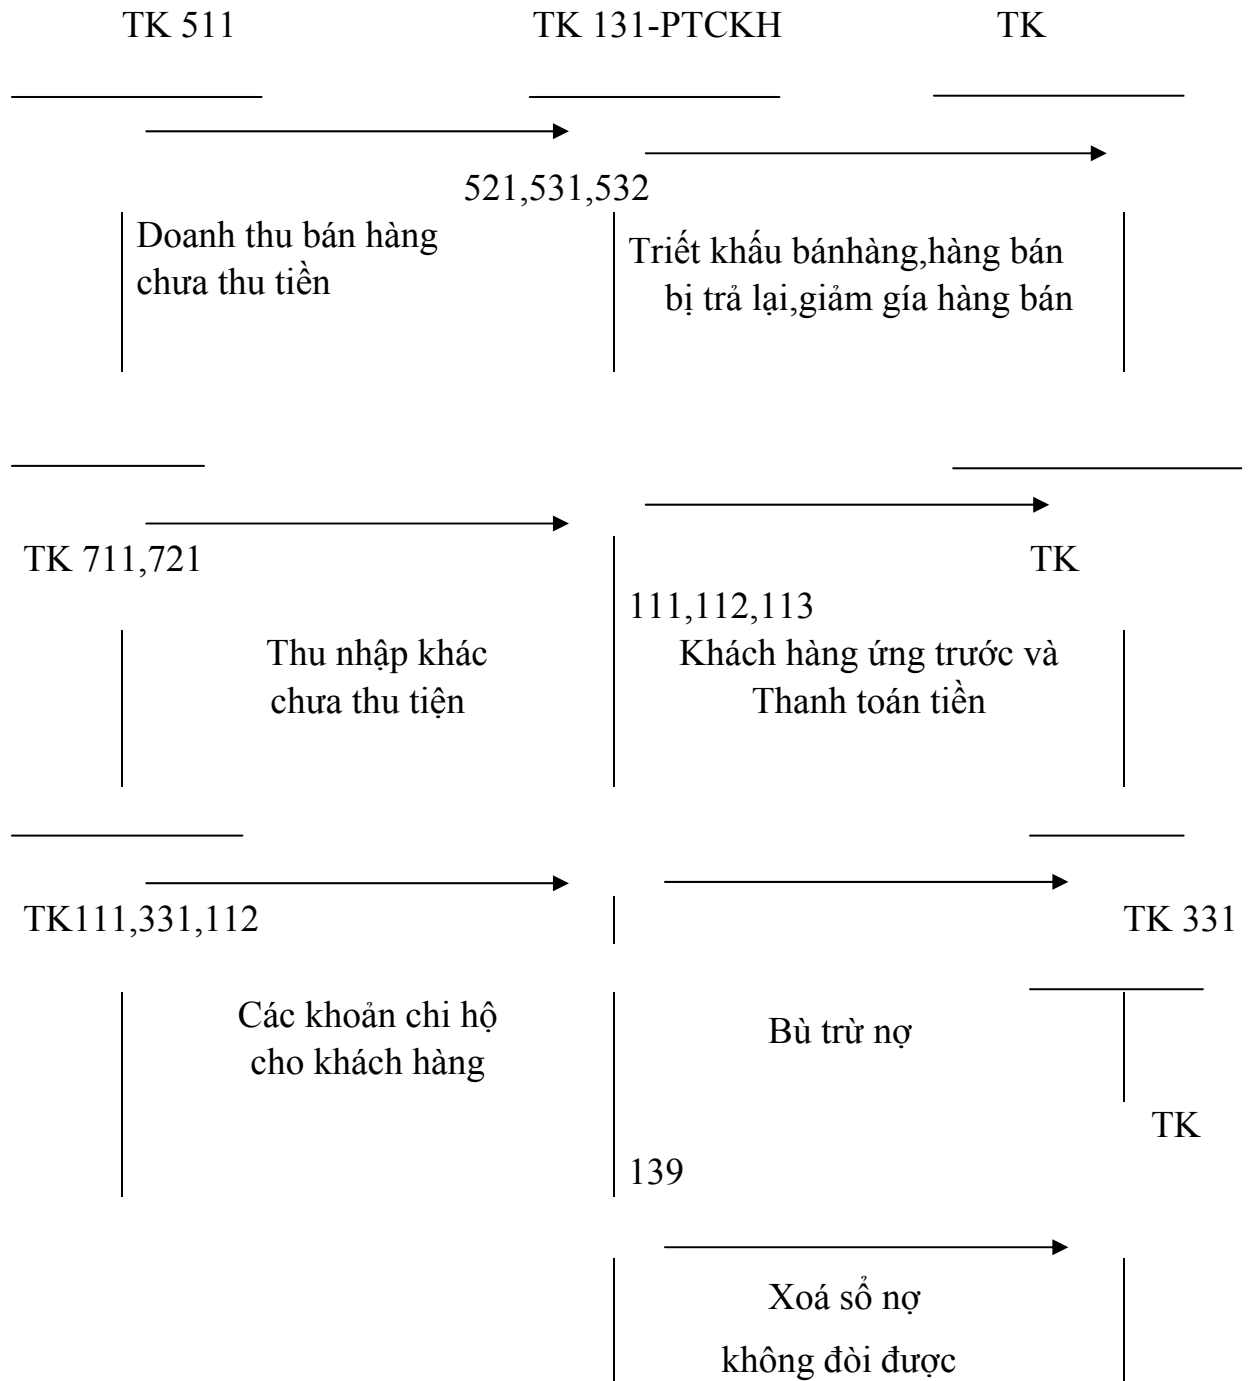 TK 511 TK 131-PTCKH TK
521,531,532
Doanh thu bán hàng
chưa thu tiền
Triết khấu bánhàng,hàng bán
bị trả lại,giảm gía hàng bán
TK 711,721 TK
111,112,113
Thu nhập khác
chưa thu tiện
Khách hàng ứng trước và
Thanh toán tiền
TK111,331,112 TK 331
Các khoản chi hộ
cho khách hàng
Bù trừ nợ
TK
139
Xoá sổ nợ
không đòi được